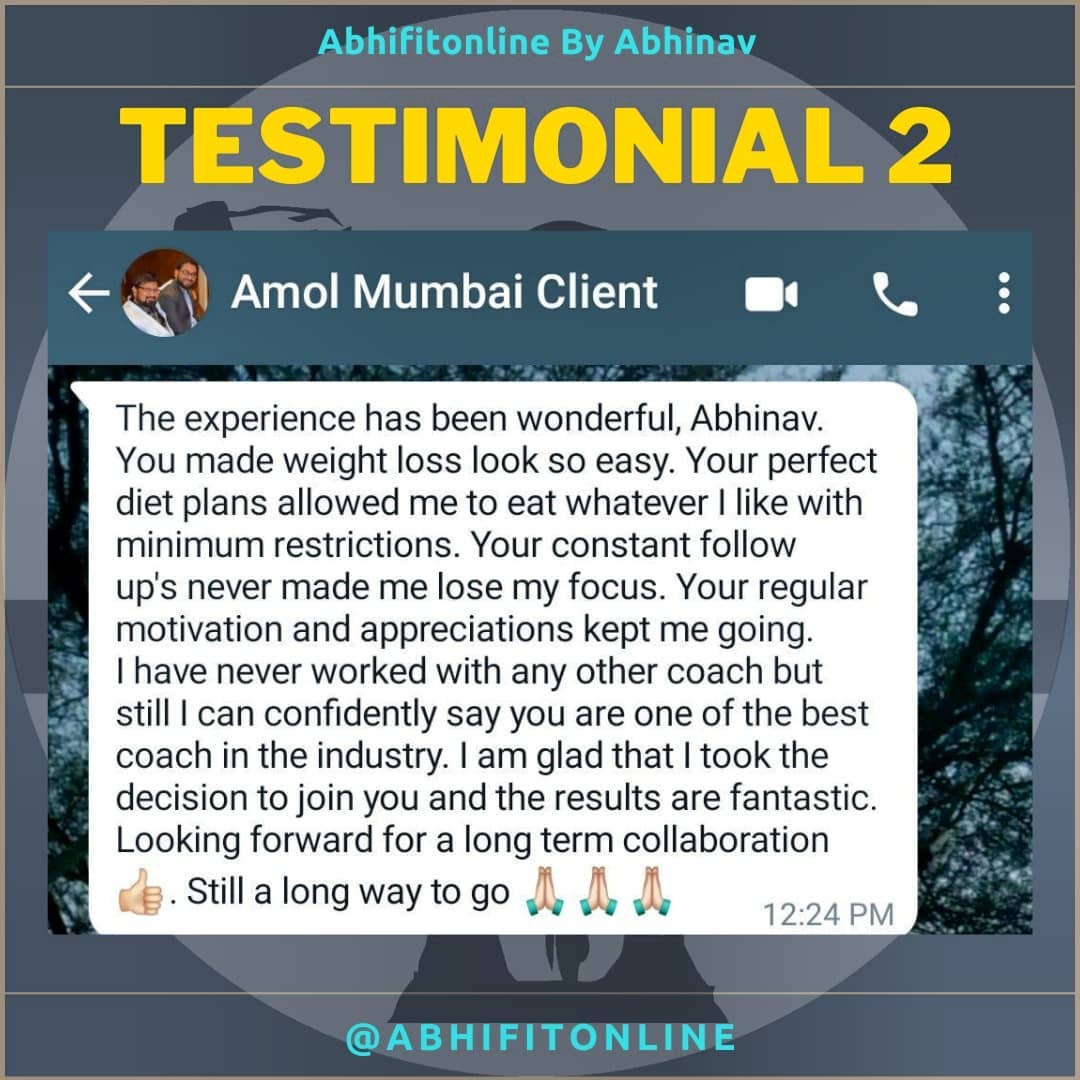 Abhifitonline By Abhinav
TESTIMONIAL 2
Amol Mumbai Client
The experience has been wonderful, Abhinav.
You made weight loss look so easy. Your perfect
diet plans allowed me to eat whatever I like with
minimum restrictions. Your constant follow
up's never made me lose my focus. Your regular
motivation and appreciations kept me going.
I have never worked with any other coach but
still I can confidently say you are one of the best
coach in the industry. I am glad that I took the
decision to join you and the results are fantastic.
Looking forward for a long term collaboration
👍🏻. Still a long way to go 🙏🏻🙏🏻🙏🏻
12:24 PM
@ABHIFITONLINE